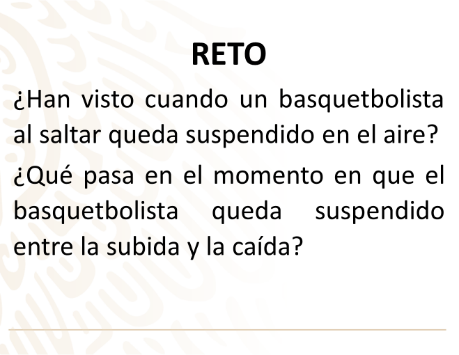 RETO
¿Han visto cuando un basquetbolista
al saltar queda suspendido en el aire?
¿Qué pasa en el momento en que el
basquetbolista queda suspendido
entre la subida y la caída?